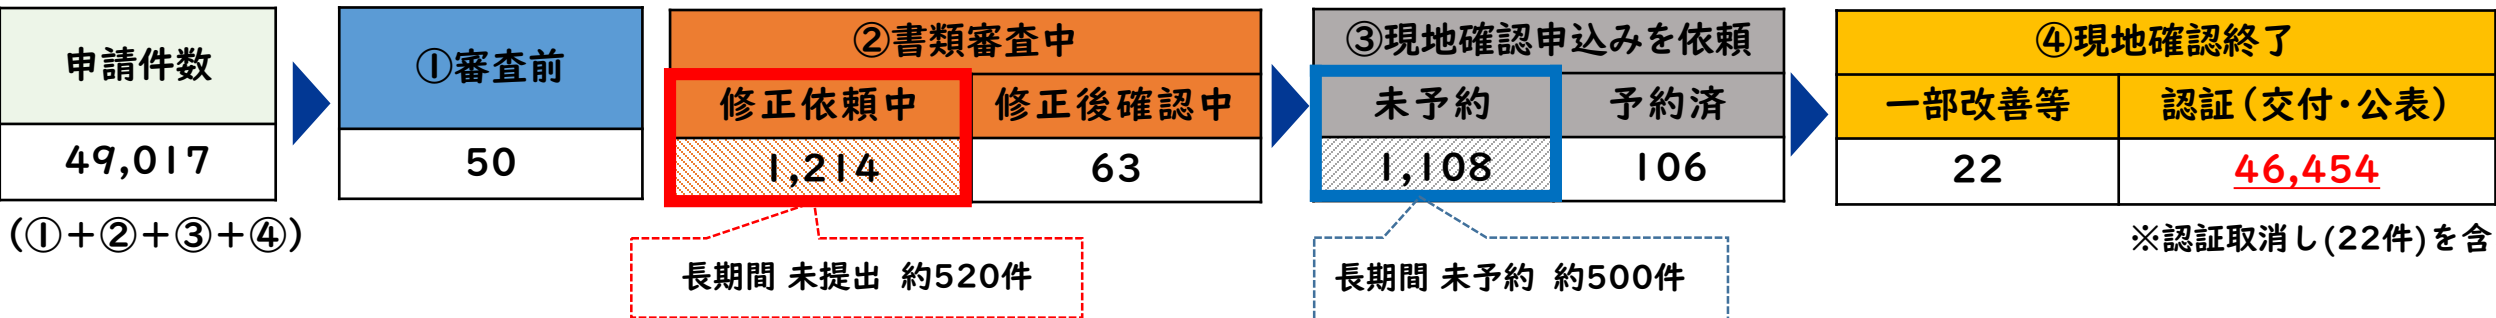 申請件数
49,017
(①+②+③+④)
①審査前
50
②書類審査中
修正依頼中
修正後確認中
1,214
63
長期間 未提出 約520件
③現地確認申込みを依頼
未予約
予約済
1,108
106
長期間 未予約 約500件
④現地確認終了
一部改善等
認証(交付・公表)
22
46,454
※認証取消し(22件)を含